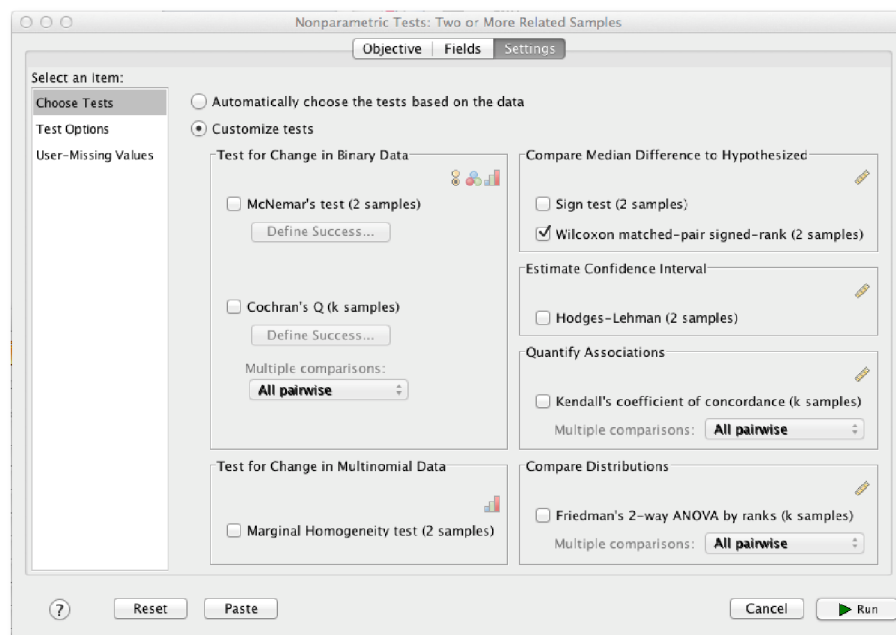 Nonparametric Tests: Two or More Related Samples
Objective Fields Settings
Select an item:
Choose Tests
Test Options
User-Missing Values
Automatically choose the tests based on the data
Customize tests
Test for Change in Binary Data
McNemar's test (2 samples)
Define Success...
Cochran's Q (k samples)
Define Success...
Multiple comparisons:
All pairwise
Test for Change in Multinomial Data
Marginal Homogeneity test (2 samples)
Compare Median Difference to Hypothesized
Sign test (2 samples)
Wilcoxon matched-pair signed-rank (2 samples)
Estimate Confidence Interval
Hodges-Lehman (2 samples)
Quantify Associations
Kendall's coefficient of concordance (k samples)
Multiple comparisons: All pairwise
Compare Distributions
Friedman's 2-way ANOVA by ranks (k samples)
Multiple comparisons: All pairwise
? Reset Paste Cancel Run